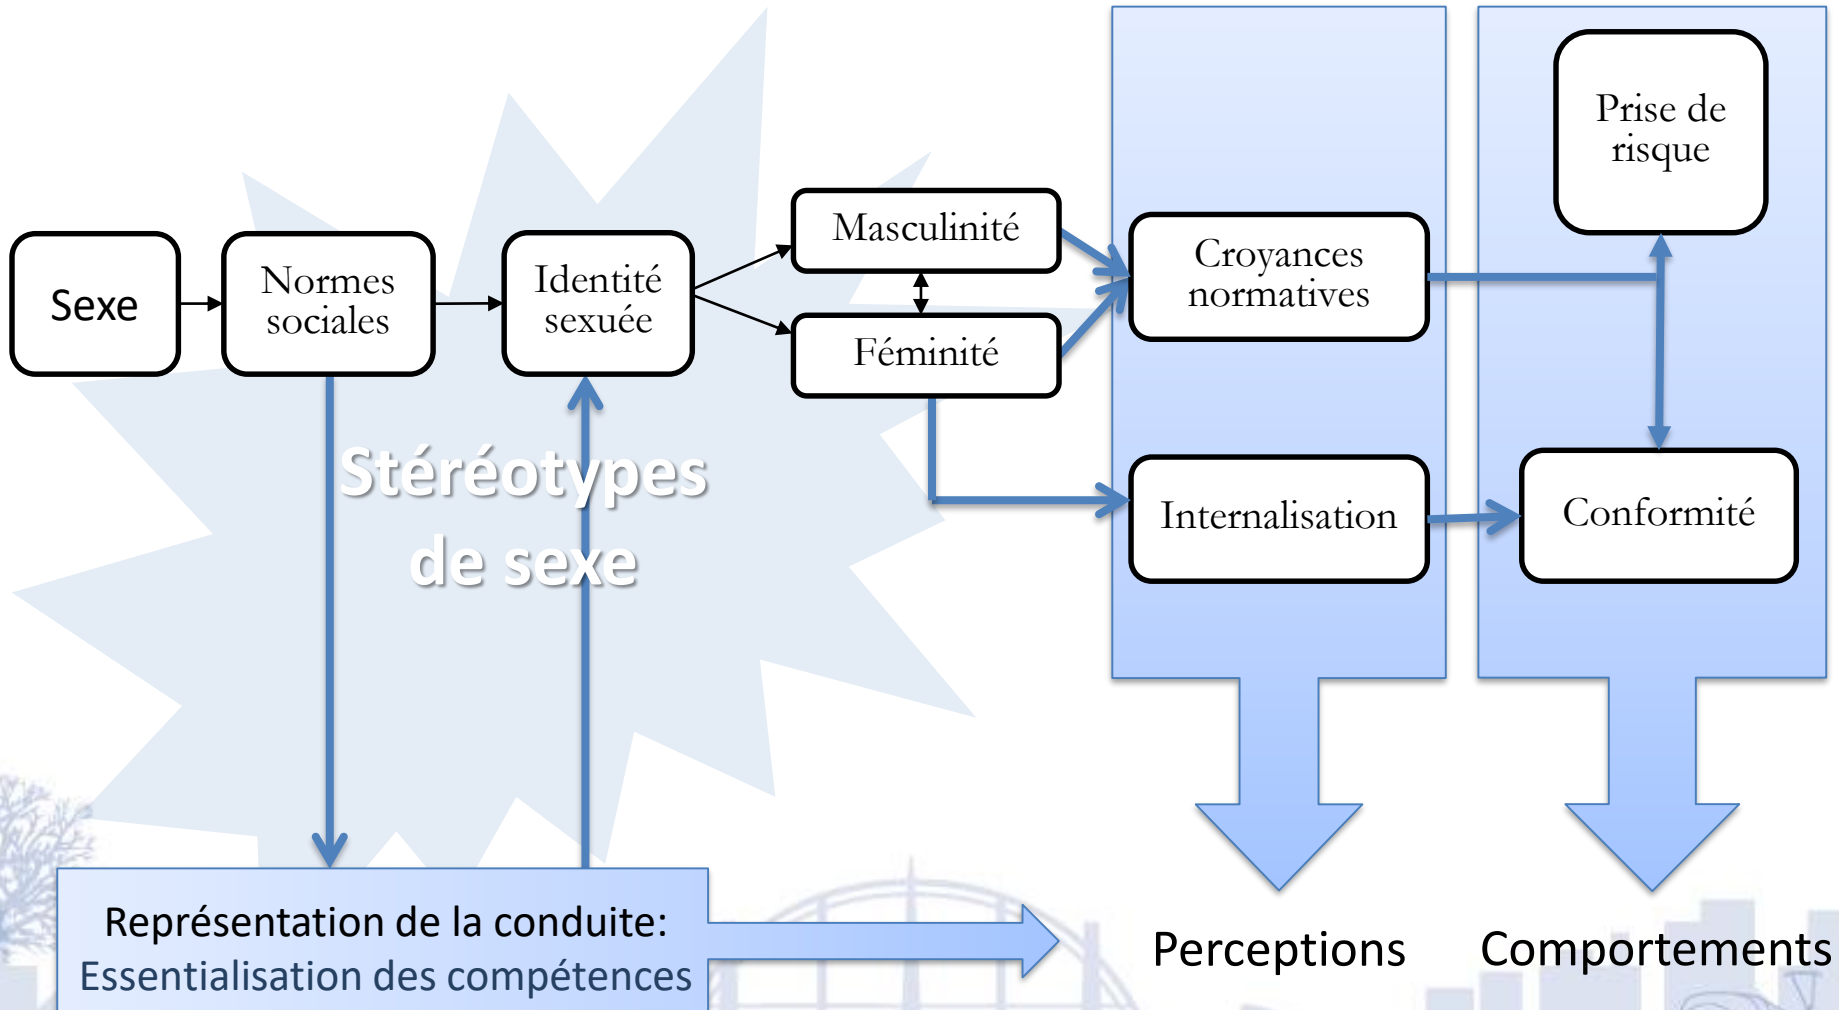 Prise de
risque
Masculinité
Croyances
normatives
Sexe
Normes
sociales
Identité
sexuée
Féminité
Stéréotypes
de sexe
Internalisation
Conformité
Représentation de la conduite:
Essentialisation des compétences
Perceptions
Comportements